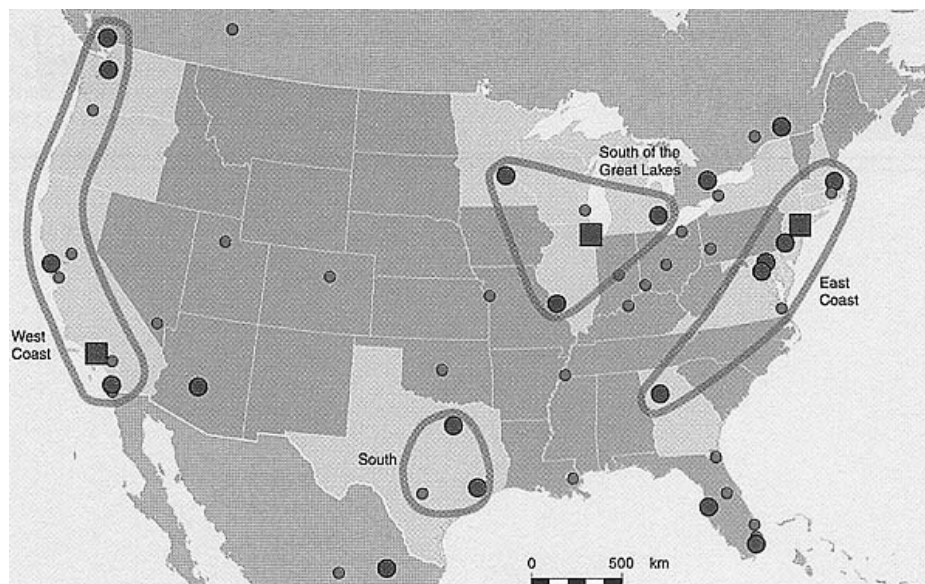 South of the
Great Lakes
East
Coast
West
Coast
South
0 500 km